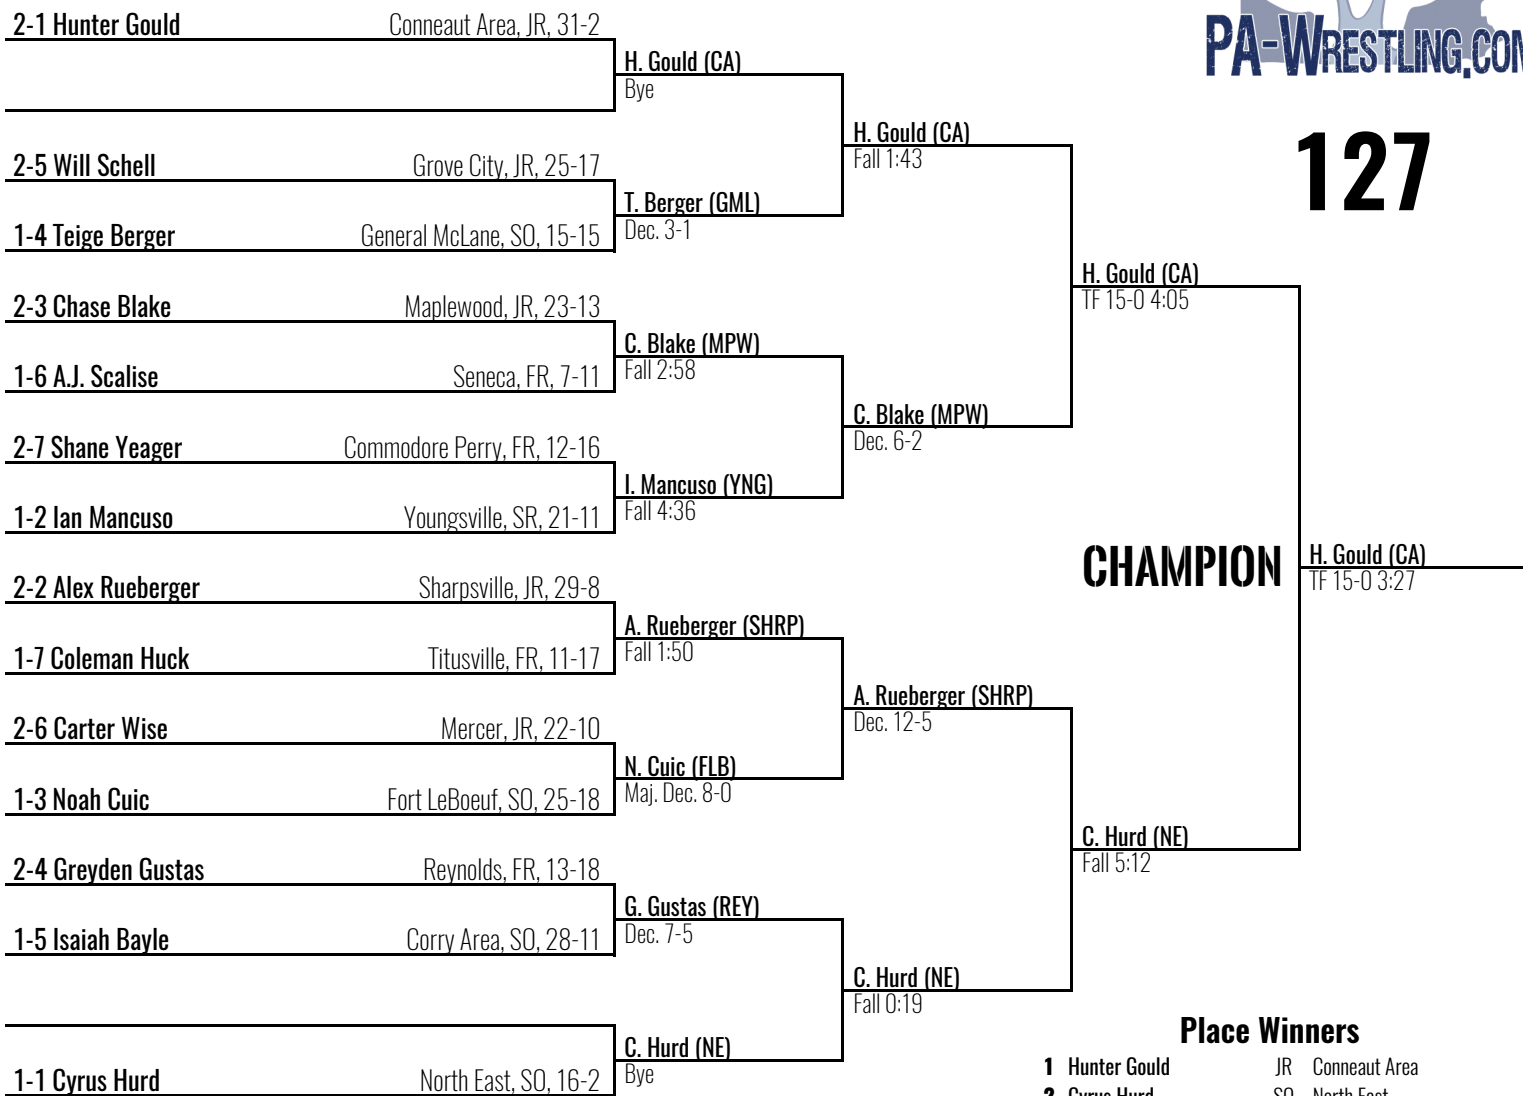 2-1 Hunter Gould Conneaut Area, JR, 31-2
H. Gould (CA)
Bye
PA-WRESTLING.COM
127
H. Gould (CA)
Fall 1:43
2-5 Will Schell Grove City, JR, 25-17
T. Berger (GML)
Dec. 3-1
1-4 Teige Berger General McLane, SO, 15-15
H. Gould (CA)
TF 15-0 4:05
2-3 Chase Blake Maplewood, JR, 23-13
C. Blake (MPW)
Fall 2:58
1-6 A.J. Scalise Seneca, FR, 7-11
C. Blake (MPW)
Dec. 6-2
2-7 Shane Yeager Commodore Perry, FR, 12-16
I. Mancuso (YNG)
Fall 4:36
1-2 Ian Mancuso Youngsville, SR, 21-11
CHAMPION
H. Gould (CA)
TF 15-0 3:27
2-2 Alex Rueberger Sharpsville, JR, 29-8
A. Rueberger (SHRP)
Fall 1:50
1-7 Coleman Huck Titusville, FR, 11-17
A. Rueberger (SHRP)
Dec. 12-5
2-6 Carter Wise Mercer, JR, 22-10
N. Cuic (FLB)
Maj. Dec. 8-0
1-3 Noah Cuic Fort LeBoeuf, SO, 25-18
C. Hurd (NE)
Fall 5:12
2-4 Greyden Gustas Reynolds, FR, 13-18
G. Gustas (REY)
Dec. 7-5
1-5 Isaiah Bayle Corry Area, SO, 28-11
C. Hurd (NE)
Fall 0:19
C. Hurd (NE)
Bye
1-1 Cyrus Hurd North East, SO, 16-2
Place Winners
1 Hunter Gould JR Conneaut Area
2 Cyrus Hurd SO North East